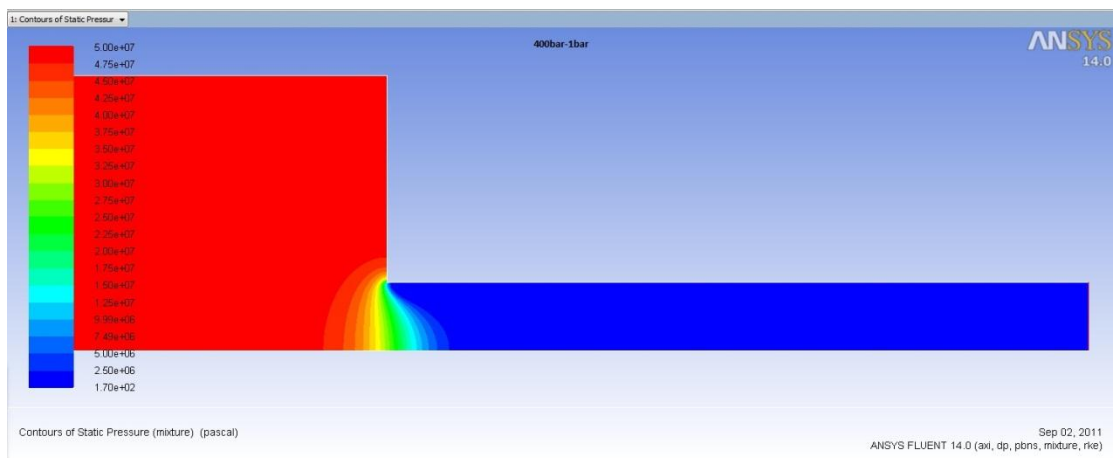 1: Contours of Static Pressur
400bar-1bar
ANSYS
14.0
5.00e+07
4.75e+07
4.50e+07
4.25e+07
4.00e+07
3.75e+07
3.50e+07
3.25e+07
3.00e+07
2.75e+07
2.50e+07
2.25e+07
2.00e+07
1.75e+07
1.50e+07
1.25e+07
9.99e+06
7.49e+06
5.00e+06
2.50e+06
1.70e+02
Contours of Static Pressure (mixture) (pascal)
Sep 02, 2011
ANSYS FLUENT 14.0 (axi, dp, pbns, mixture, rke)